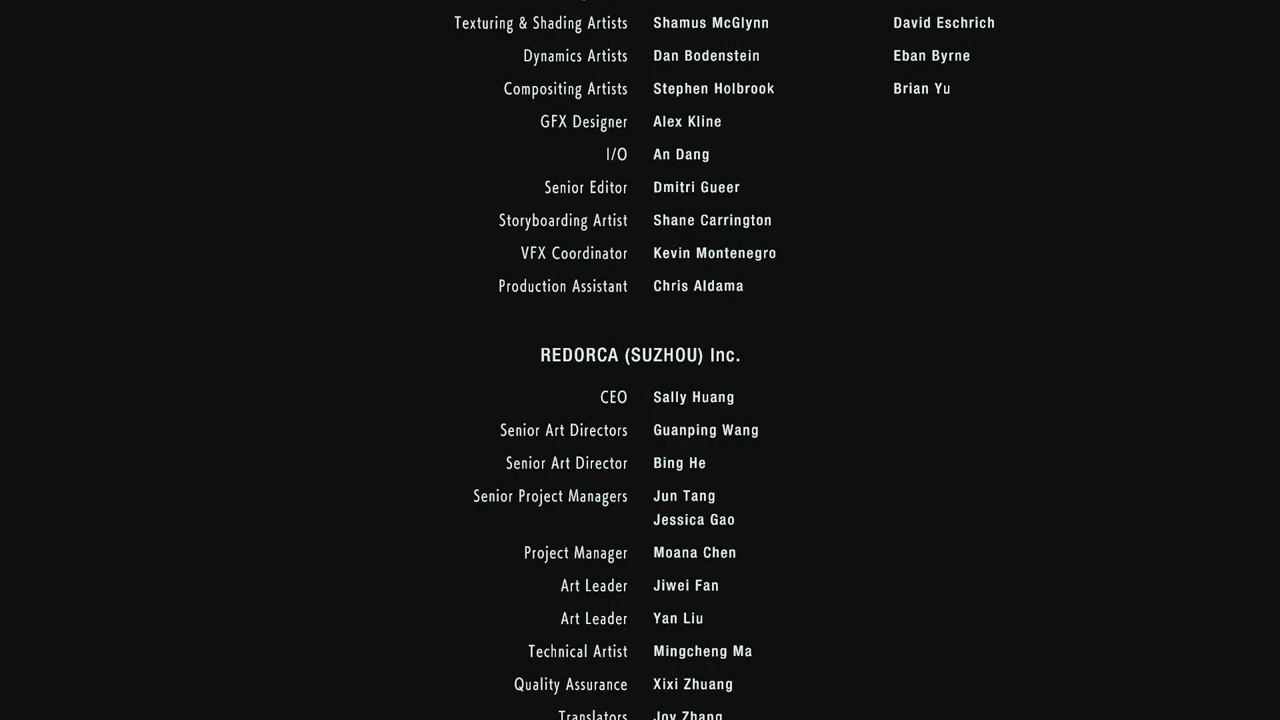 Texturing & Shading Artists Shamus McGlynn David Eschrich
Dynamics Artists Dan Bodenstein Eban Byrne
Compositing Artists Stephen Holbrook Brian Yu
GFX Designer Alex Kline
I/O An Dang
Senior Editor Dmitri Gueer
Storyboarding Artist Shane Carrington
VFX Coordinator Kevin Montenegro
Production Assistant Chris Aldama
REDORCA (SUZHOU) Inc.
CEO Sally Huang
Senior Art Directors Guanping Wang
Senior Art Director Bing He
Senior Project Managers Jun Tang
Jessica Gao
Project Manager Moana Chen
Art Leader Jiwei Fan
Art Leader Yan Liu
Technical Artist Mingcheng Ma
Quality Assurance Xixi Zhuang
Translators Joy Zhang